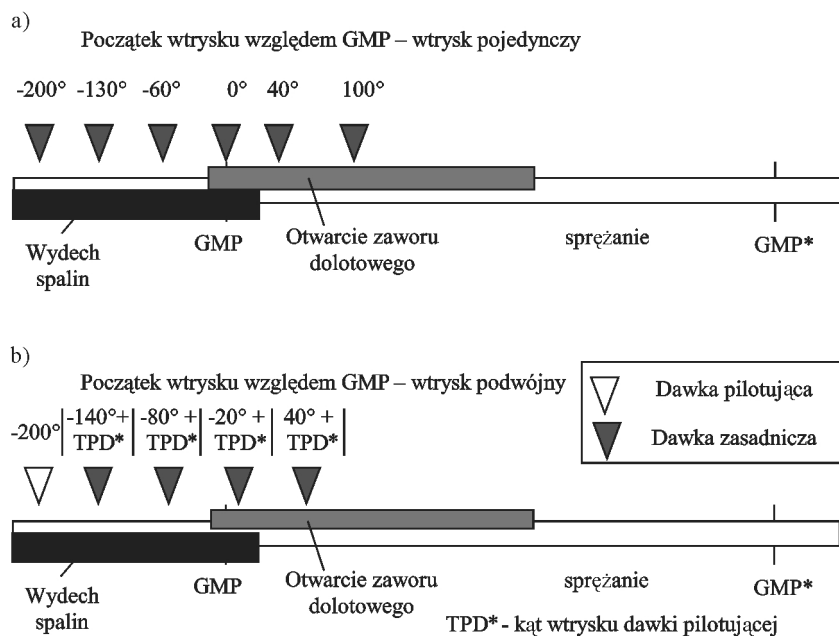 a)
Początek wtrysku względem GMP – wtrysk pojedynczy
-200° -130° -60° 0° 40° 100°
Wydech
spalin
GMP
Otwarcie zaworu
dolotowego
sprężanie
GMP*
b)
Początek wtrysku względem GMP – wtrysk podwójny
-200° |-140°+ TPD*| -80° + TPD*| -20° + TPD*| 40° + TPD*|
Dawka pilotująca
Dawka zasadnicza
Wydech
spalin
GMP
Otwarcie zaworu
dolotowego
sprężanie
GMP*
TPD* - kąt wtrysku dawki pilotującej